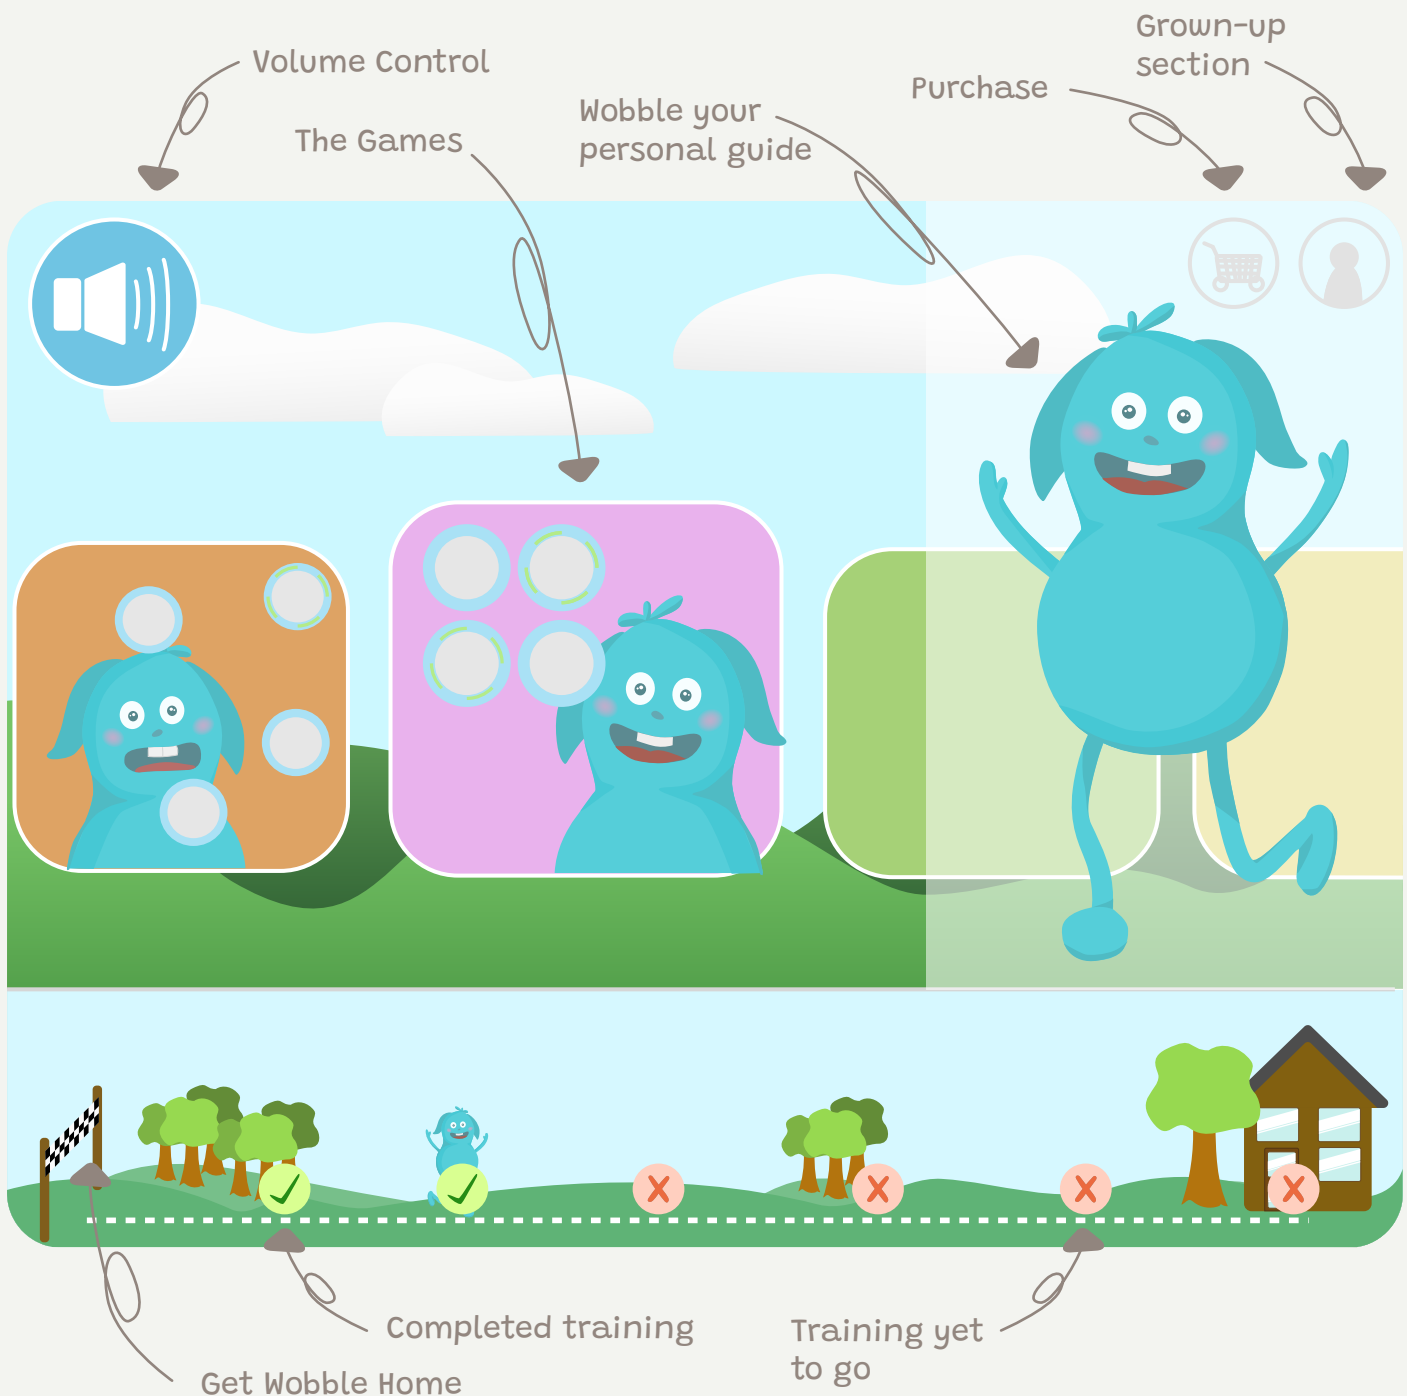 Grown-up
section
Volume Control
Purchase
Wobble your
personal guide
The Games
Completed training
Training yet
to go
Get Wobble Home